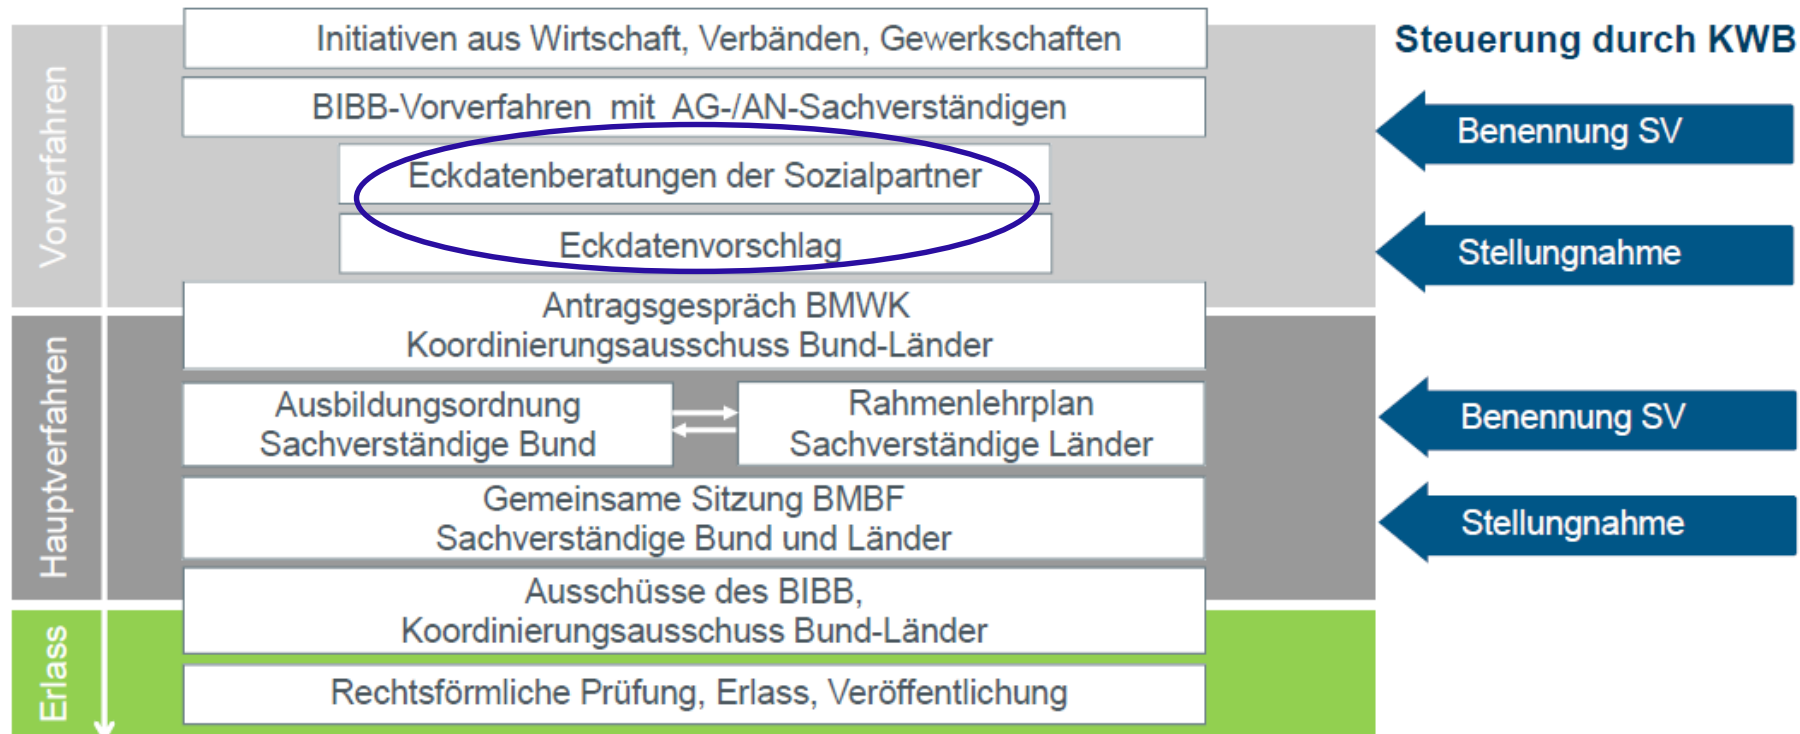 Initiativen aus Wirtschaft, Verbänden, Gewerkschaften
Steuerung durch KWB
Vorverfahren
BIBB-Vorverfahren mit AG-/AN-Sachverständigen
Benennung SV
Eckdatenberatungen der Sozialpartner
Eckdatenvorschlag
Stellungnahme
Antragsgespräch BMWK
Koordinierungsausschuss Bund-Länder
Hauptverfahren
Ausbildungsordnung
Sachverständige Bund
Rahmenlehrplan
Sachverständige Länder
Benennung SV
Gemeinsame Sitzung BMBF
Sachverständige Bund und Länder
Stellungnahme
Ausschüsse des BIBB,
Koordinierungsausschuss Bund-Länder
Erlass
Rechtsförmliche Prüfung, Erlass, Veröffentlichung